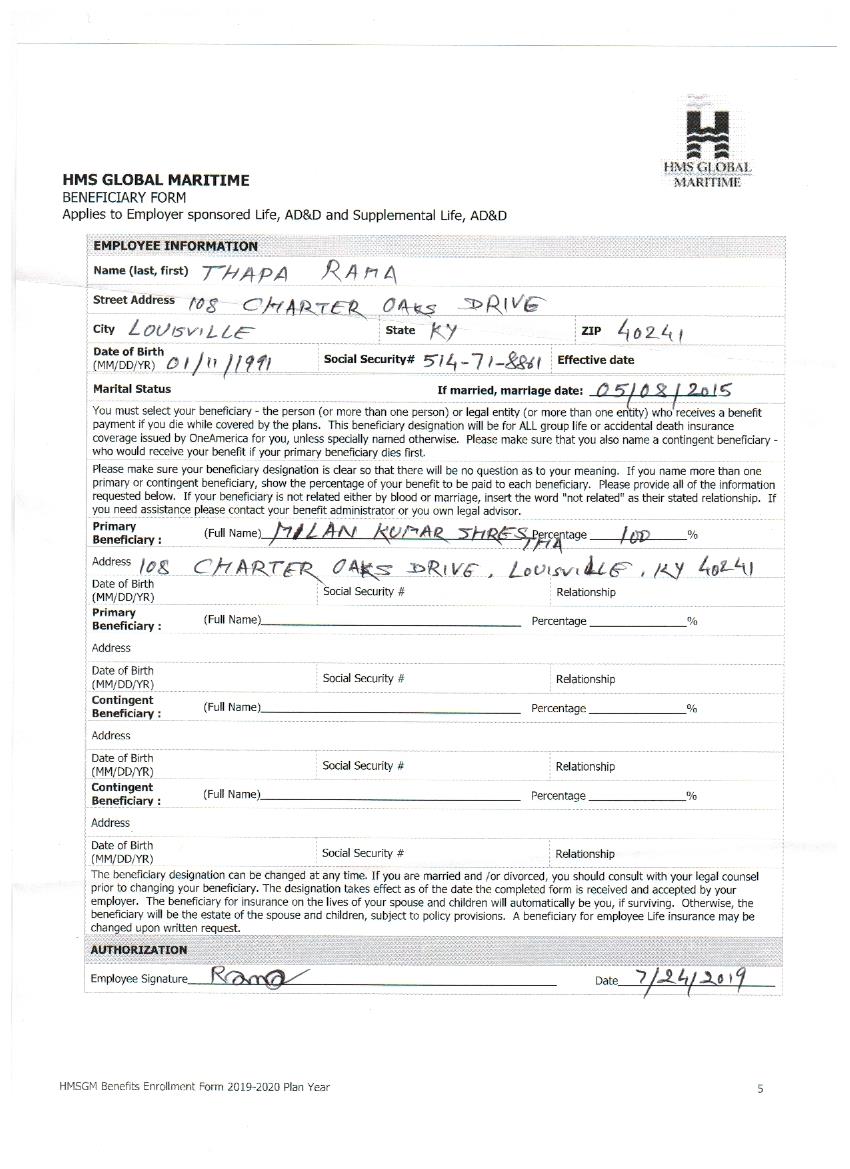 HMS GLOBAL
MARITIME
HMS GLOBAL MARITIME
BENEFICIARY FORM
Applies to Employer sponsored Life, AD&D and Supplemental Life, AD&D
EMPLOYEE INFORMATION
Name (last, first) THAPA RAMA
Street Address 108 CHARTER OAKS DRIVE
City LOUISVILLE State KY ZIP 40241
Date of Birth
(MM/DD/YR) 01/11/1991 Social Security# 514-71-8861 Effective date
Marital Status If married, marriage date: 05/08/2015
You must select your beneficiary - the person (or more than one person) or legal entity (or more than one entity) who receives a benefit
payment if you die while covered by the plans. This beneficiary designation will be for ALL group life or accidental death insurance
coverage issued by OneAmerica for you, unless specially named otherwise. Please make sure that you also name a contingent beneficiary -
who would receive your benefit if your primary beneficiary dies first.
Please make sure your beneficiary designation is clear so that there will be no question as to your meaning. If you name more than one
primary or contingent beneficiary, show the percentage of your benefit to be paid to each beneficiary. Please provide all of the information
requested below. If your beneficiary is not related either by blood or marriage, insert the word "not related" as their stated relationship. If
you need assistance please contact your benefit administrator or you own legal advisor.
Primary
Beneficiary : (Full Name) MILAN KUMAR SHRESTHA Percentage 100 %
Address 108 CHARTER OAKS DRIVE, LOUISVILLE, KY 40241
Date of Birth
(MM/DD/YR) Social Security # Relationship
Primary
Beneficiary : (Full Name) Percentage %
Address
Date of Birth
(MM/DD/YR) Social Security # Relationship
Contingent
Beneficiary : (Full Name) Percentage %
Address
Date of Birth
(MM/DD/YR) Social Security # Relationship
Contingent
Beneficiary : (Full Name) Percentage %
Address
Date of Birth
(MM/DD/YR) Social Security # Relationship
The beneficiary designation can be changed at any time. If you are married and /or divorced, you should consult with your legal counsel
prior to changing your beneficiary. The designation takes effect as of the date the completed form is received and accepted by your
employer. The beneficiary for insurance on the lives of your spouse and children will automatically be you, if surviving. Otherwise, the
beneficiary will be the estate of the spouse and children, subject to policy provisions. A beneficiary for employee Life insurance may be
changed upon written request.
AUTHORIZATION
Employee Signature Rama Date 7/24/2019
HMSGM Benefits Enrollment Form 2019-2020 Plan Year 5